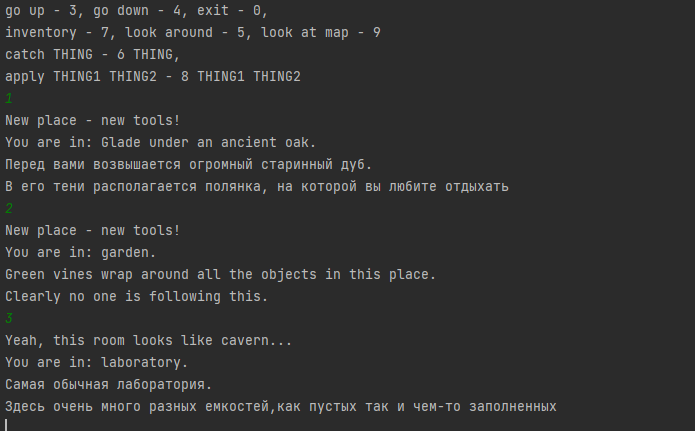 go up - 3, go down - 4, exit - 0,
inventory - 7, look around - 5, look at map - 9
catch THING - 6 THING,
apply THING1 THING2 - 8 THING1 THING2
1
New place - new tools!
You are in: Glade under an ancient oak.
Перед вами возвышается огромный старинный дуб.
В его тени располагается полянка, на которой вы любите отдыхать
2
New place - new tools!
You are in: garden.
Green vines wrap around all the objects in this place.
Clearly no one is following this.
3
Yeah, this room looks like cavern...
You are in: laboratory.
Самая обычная лаборатория.
Здесь очень много разных емкостей,как пустых так и чем-то заполненных